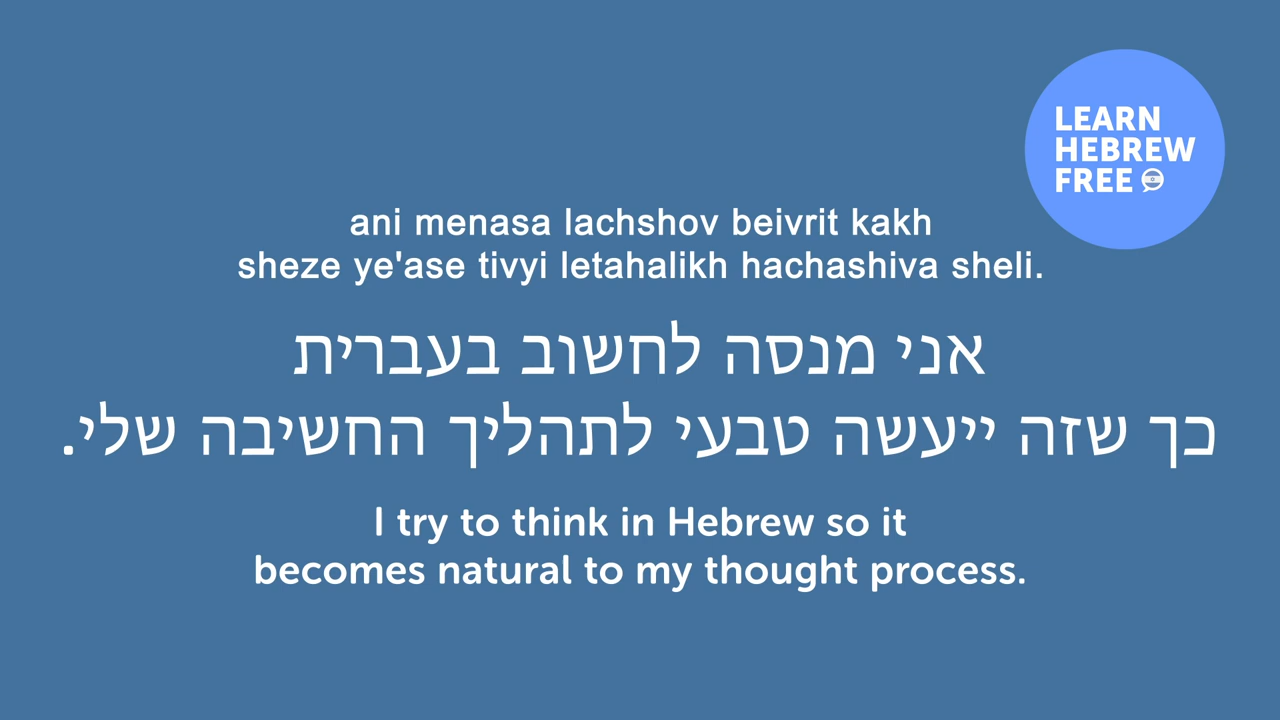 LEARN
HEBREW
FREE
ani menasa lachshov beivrit kakh
sheze ye'ase tivyi letahalikh hachashiva sheli.
אני מנסה לחשוב בעברית
כך שזה ייעשה טבעי לתהליך החשיבה שלי.
I try to think in Hebrew so it
becomes natural to my thought process.